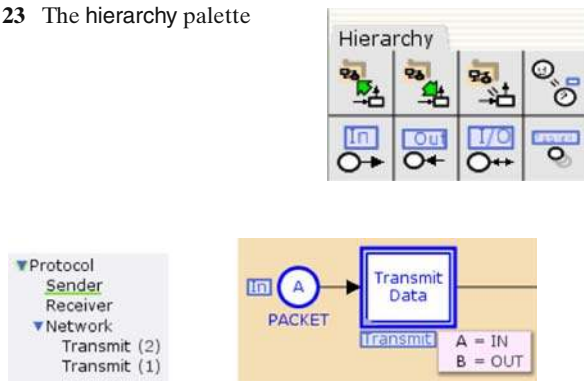 23 The hierarchy palette
Hierarchy
In Out I/O Fusion
Protocol
Sender
Receiver
Network
Transmit (2)
Transmit (1)
In A Transmit
Data
PACKET
Transmit
A = IN
B = OUT